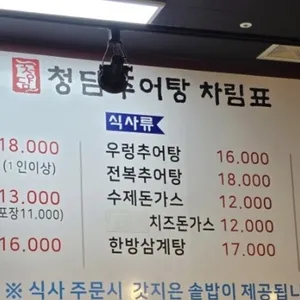 청담추어탕 차림표
18.000
(1인이상)
13.000
포장11.000)
16.000
식사류
우렁추어탕 16.000
전복추어탕 18.000
수제돈가스 12.000
치즈돈가스 12.000
한방삼계탕 17.000
※ 식사 주문시 갓지은 솥밥이 제공됩니